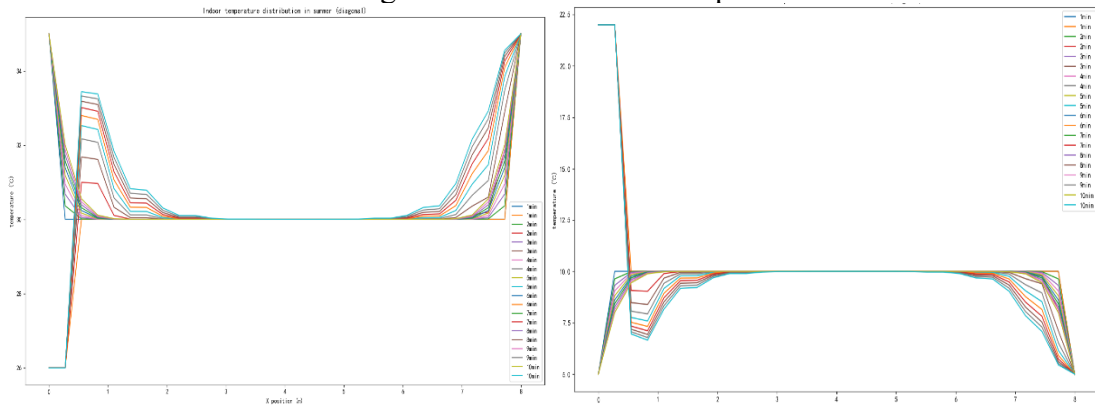 Indoor temperature distribution in summer (diagonal)
Temperature (℃)
34
32
30
28
26
0
1
2
3
4
5
6
7
8
X position (m)
1min
1min
2min
2min
3min
3min
4min
4min
5min
5min
6min
6min
7min
7min
8min
8min
9min
9min
10min
10min
Temperature (℃)
22.5
20.0
17.5
15.0
12.5
10.0
7.5
5.0
0
1
2
3
4
5
6
7
8
1min
1min
2min
2min
3min
3min
4min
4min
5min
5min
6min
6min
7min
7min
8min
8min
9min
9min
10min
10min